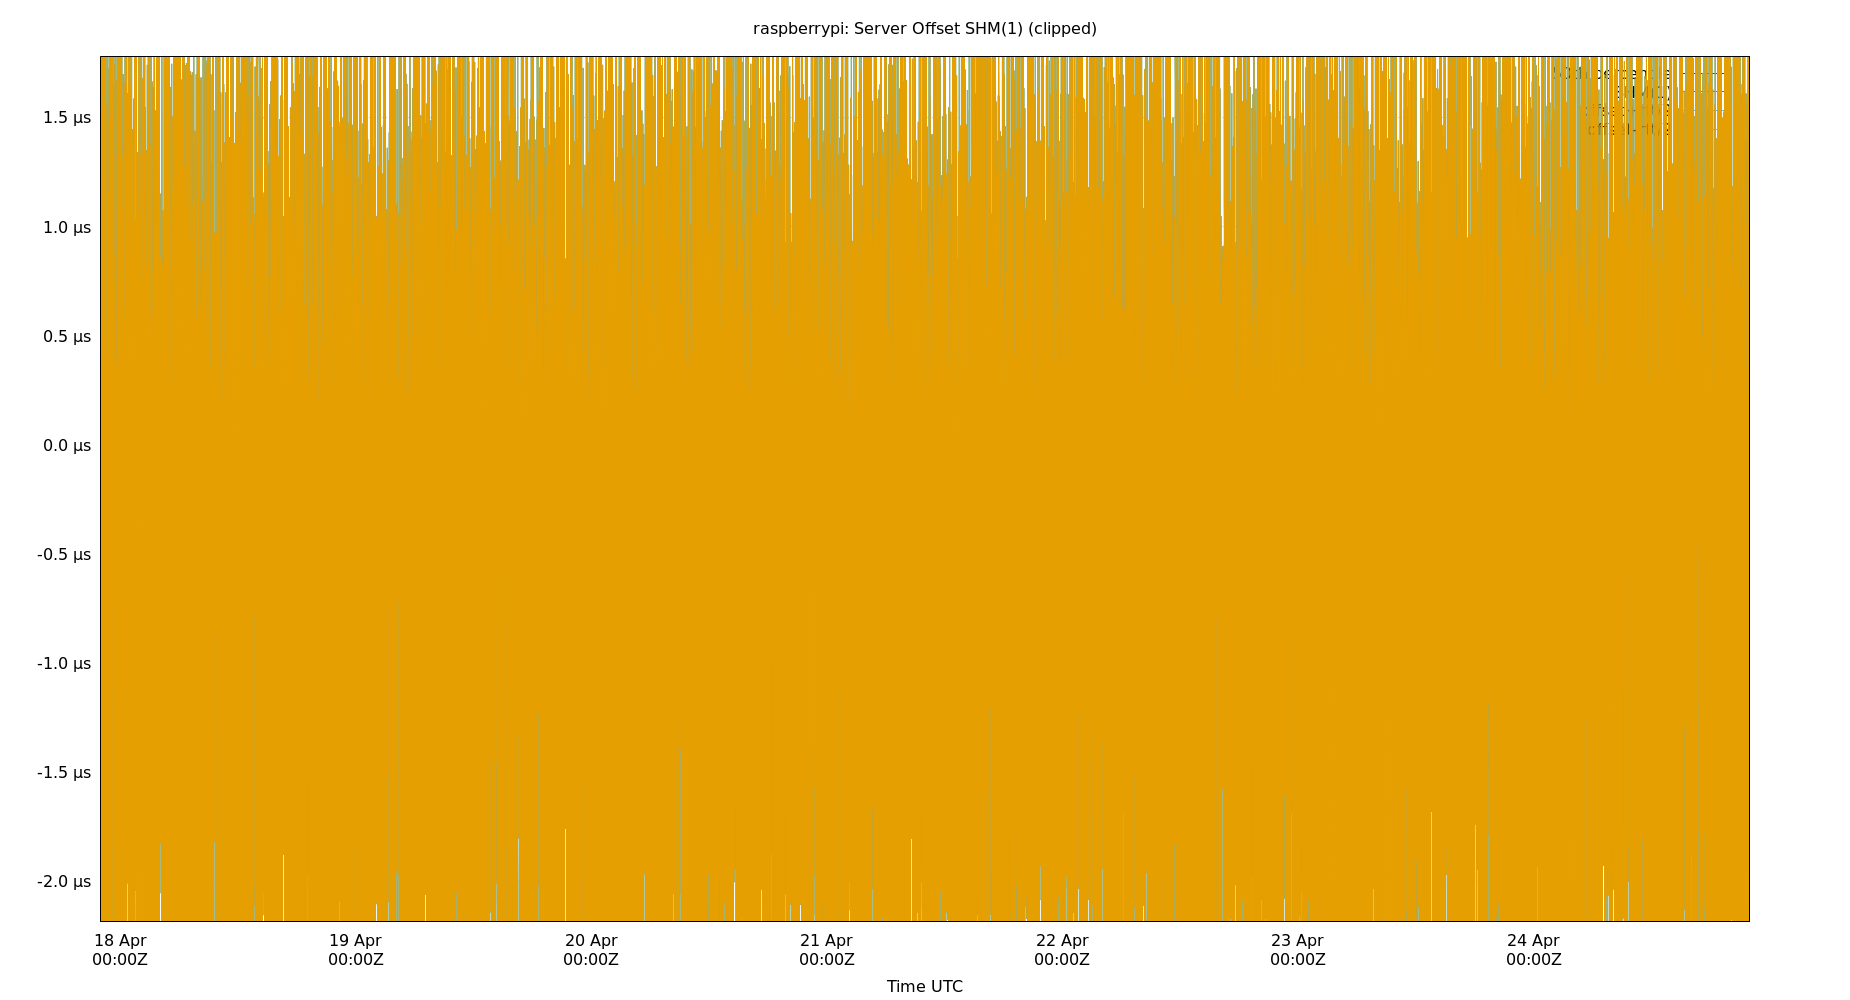 raspberrypi: Server Offset SHM(1) (clipped)
1.5 µs
1.0 µs
0.5 µs
0.0 µs
-0.5 µs
-1.0 µs
-1.5 µs
-2.0 µs
18 Apr 19 Apr 20 Apr 21 Apr 22 Apr 23 Apr 24 Apr
00:00Z 00:00Z 00:00Z 00:00Z 00:00Z 00:00Z 00:00Z
Time UTC